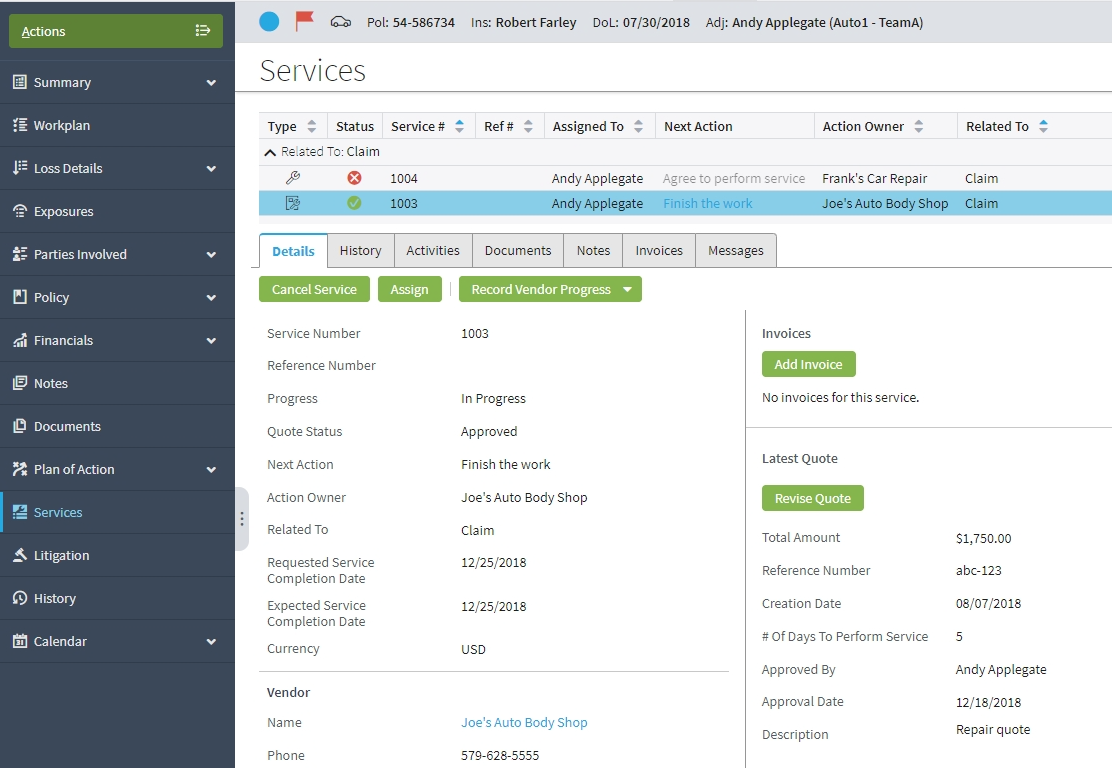 Actions
Summary
Workplan
Loss Details
Exposures
Parties Involved
Policy
Financials
Notes
Documents
Plan of Action
Services
Litigation
History
Calendar
Pol: 54-586734 Ins: Robert Farley DoL: 07/30/2018 Adj: Andy Applegate (Auto1 - TeamA)
Services
Type Status Service # Ref # Assigned To Next Action Action Owner Related To
Related To: Claim
1004 Andy Applegate Agree to perform service Frank's Car Repair Claim
1003 Andy Applegate Finish the work Joe's Auto Body Shop Claim
Details History Activities Documents Notes Invoices Messages
Cancel Service Assign Record Vendor Progress
Service Number 1003
Reference Number
Progress In Progress
Quote Status Approved
Next Action Finish the work
Action Owner Joe's Auto Body Shop
Related To Claim
Requested Service 12/25/2018
Completion Date
Expected Service 12/25/2018
Completion Date
Currency USD
Vendor
Name Joe's Auto Body Shop
Phone 579-628-5555
Invoices
Add Invoice
No invoices for this service.
Latest Quote
Revise Quote
Total Amount $1,750.00
Reference Number abc-123
Creation Date 08/07/2018
# Of Days To Perform Service 5
Approved By Andy Applegate
Approval Date 12/18/2018
Description Repair quote